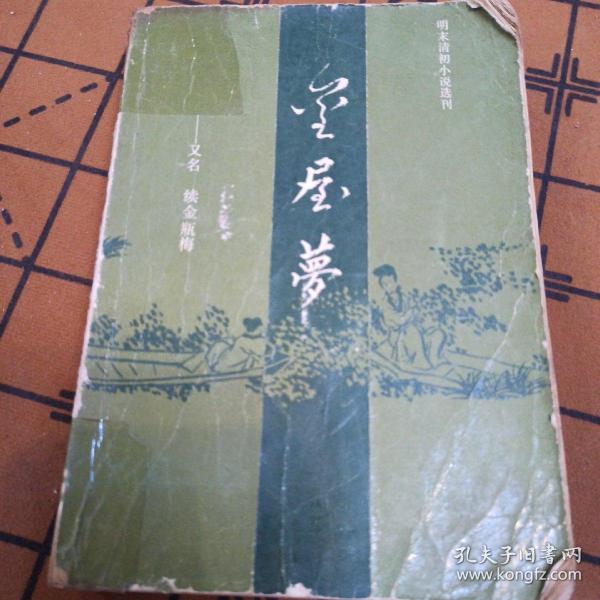 明末清初小说选刊
金屋夢
——又名 续金瓶梅
孔夫子旧书网
www.kongfz.com